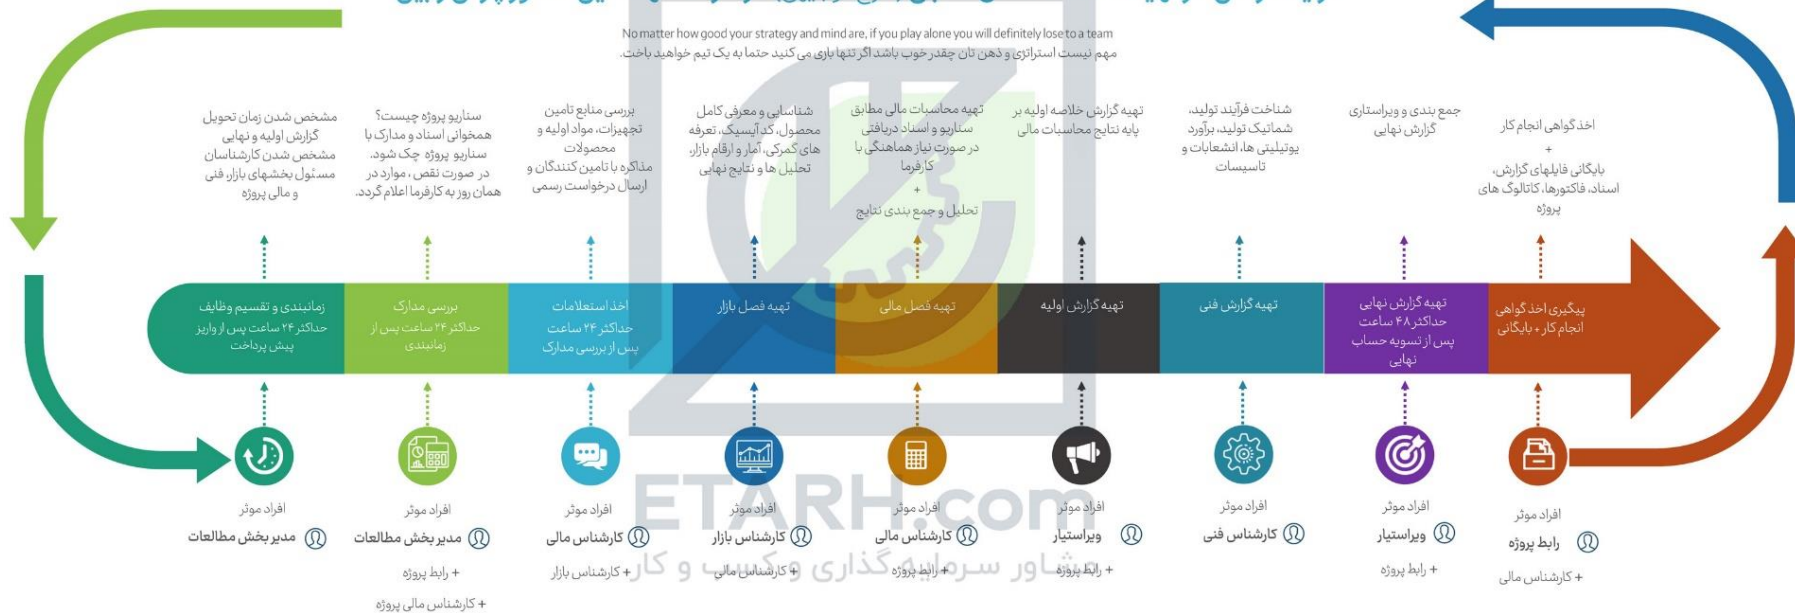 No matter how good your strategy and mind are, if you play alone you will definitely lose to a team
مهم نیست استراتژی و ذهن تان چقدر خوب باشد اگر تنها بازی می کنید حتما به یک تیم خواهید باخت.
مشخص شدن زمان تحویل
گزارش اولیه و نهایی
مشخص شدن کارشناسان
مسئول بخشهای بازار، فنی
و مالی پروژه
سناریو پروژه چیست؟
همخوانی اسناد و مدارک با
سناریو پروژه چک شود.
در صورت نقص، موارد در
همان روز به کارفرما اعلام گردد.
بررسی منابع تامین
تجهیزات، مواد اولیه و
محصولات
مذاکره با تامین کنندگان و
ارسال درخواست رسمی
شناسایی و معرفی کامل
محصول، کد آیسیک، تعرفه
های گمرکی، آمار و ارقام بازار،
تحلیل ها و نتایج نهایی
تهیه محاسبات مالی مطابق
سناریو و اسناد دریافتی
در صورت نیاز هماهنگی با
کارفرما
+
تحلیل و جمع بندی نتایج
تهیه گزارش خلاصه اولیه بر
پایه نتایج محاسبات مالی
شناخت فرآیند تولید،
شماتیک تولید، برآورد
یوتیلیتی ها، انشعابات و
تاسیسات
جمع بندی و ویراستاری
گزارش نهایی
اخذ گواهی انجام کار
+
بایگانی فایلهای گزارش،
اسناد، فاکتورها، کاتالوگ های
پروژه
زمانبندی و تقسیم وظایف
حداکثر ۲۴ ساعت پس از واریز
پیش پرداخت
بررسی مدارک
حداکثر ۲۴ ساعت پس از
زمانبندی
اخذ استعلامات
حداکثر ۲۴ ساعت
پس از بررسی مدارک
تهیه فصل بازار
تهیه فصل مالی
تهیه گزارش اولیه
تهیه گزارش فنی
تهیه گزارش نهایی
حداکثر ۴۸ ساعت
پس از تسویه حساب
نهایی
پیگیری اخذ گواهی
انجام کار + بایگانی
افراد موثر
مدیر بخش مطالعات
افراد موثر
مدیر بخش مطالعات
+ رابط پروژه
+ کارشناس مالی پروژه
افراد موثر
کارشناس مالی
+ کارشناس بازار
افراد موثر
کارشناس بازار
+ کارشناس مالی
افراد موثر
کارشناس مالی
+ رابط پروژه
افراد موثر
ویراستیار
+ رابط پروژه
افراد موثر
کارشناس فنی
افراد موثر
ویراستیار
+ رابط پروژه
افراد موثر
رابط پروژه
+ کارشناس مالی
ETARH.com
مشاور سرمایه گذاری و کسب و کار